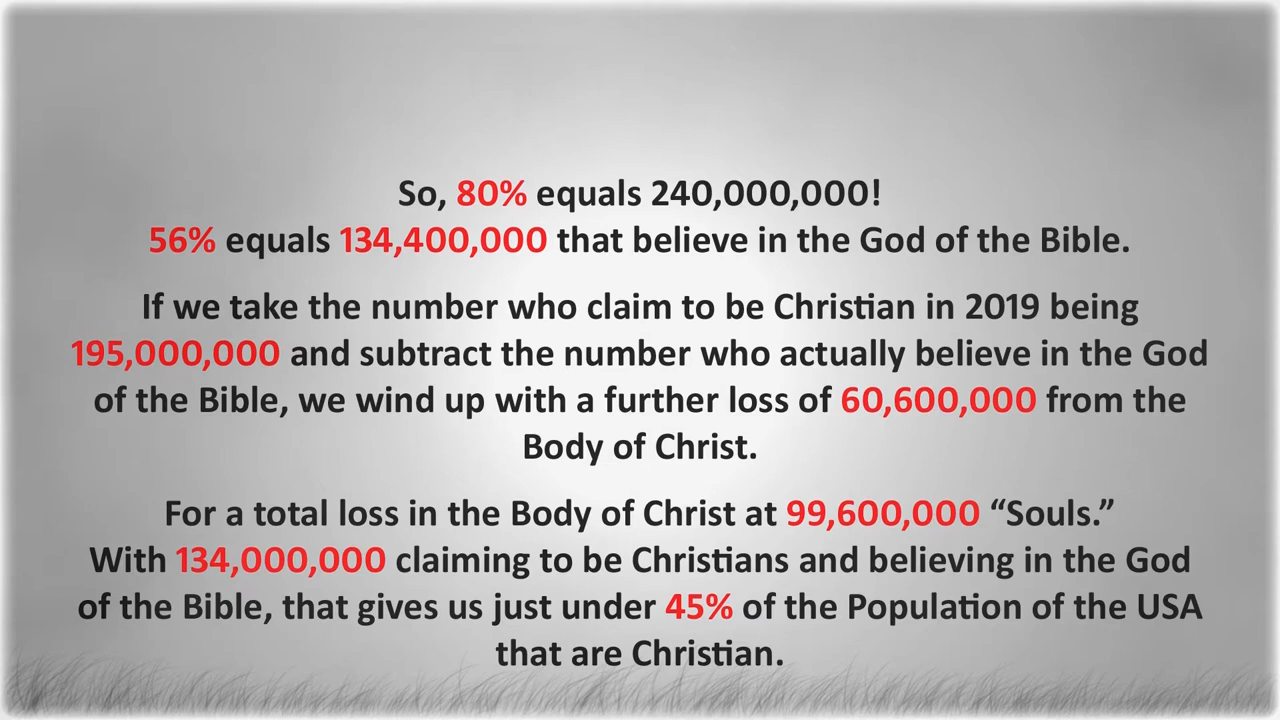 So, 80% equals 240,000,000!
56% equals 134,400,000 that believe in the God of the Bible.
If we take the number who claim to be Christian in 2019 being
195,000,000 and subtract the number who actually believe in the God
of the Bible, we wind up with a further loss of 60,600,000 from the
Body of Christ.
For a total loss in the Body of Christ at 99,600,000 “Souls.”
With 134,000,000 claiming to be Christians and believing in the God
of the Bible, that gives us just under 45% of the Population of the USA
that are Christian.